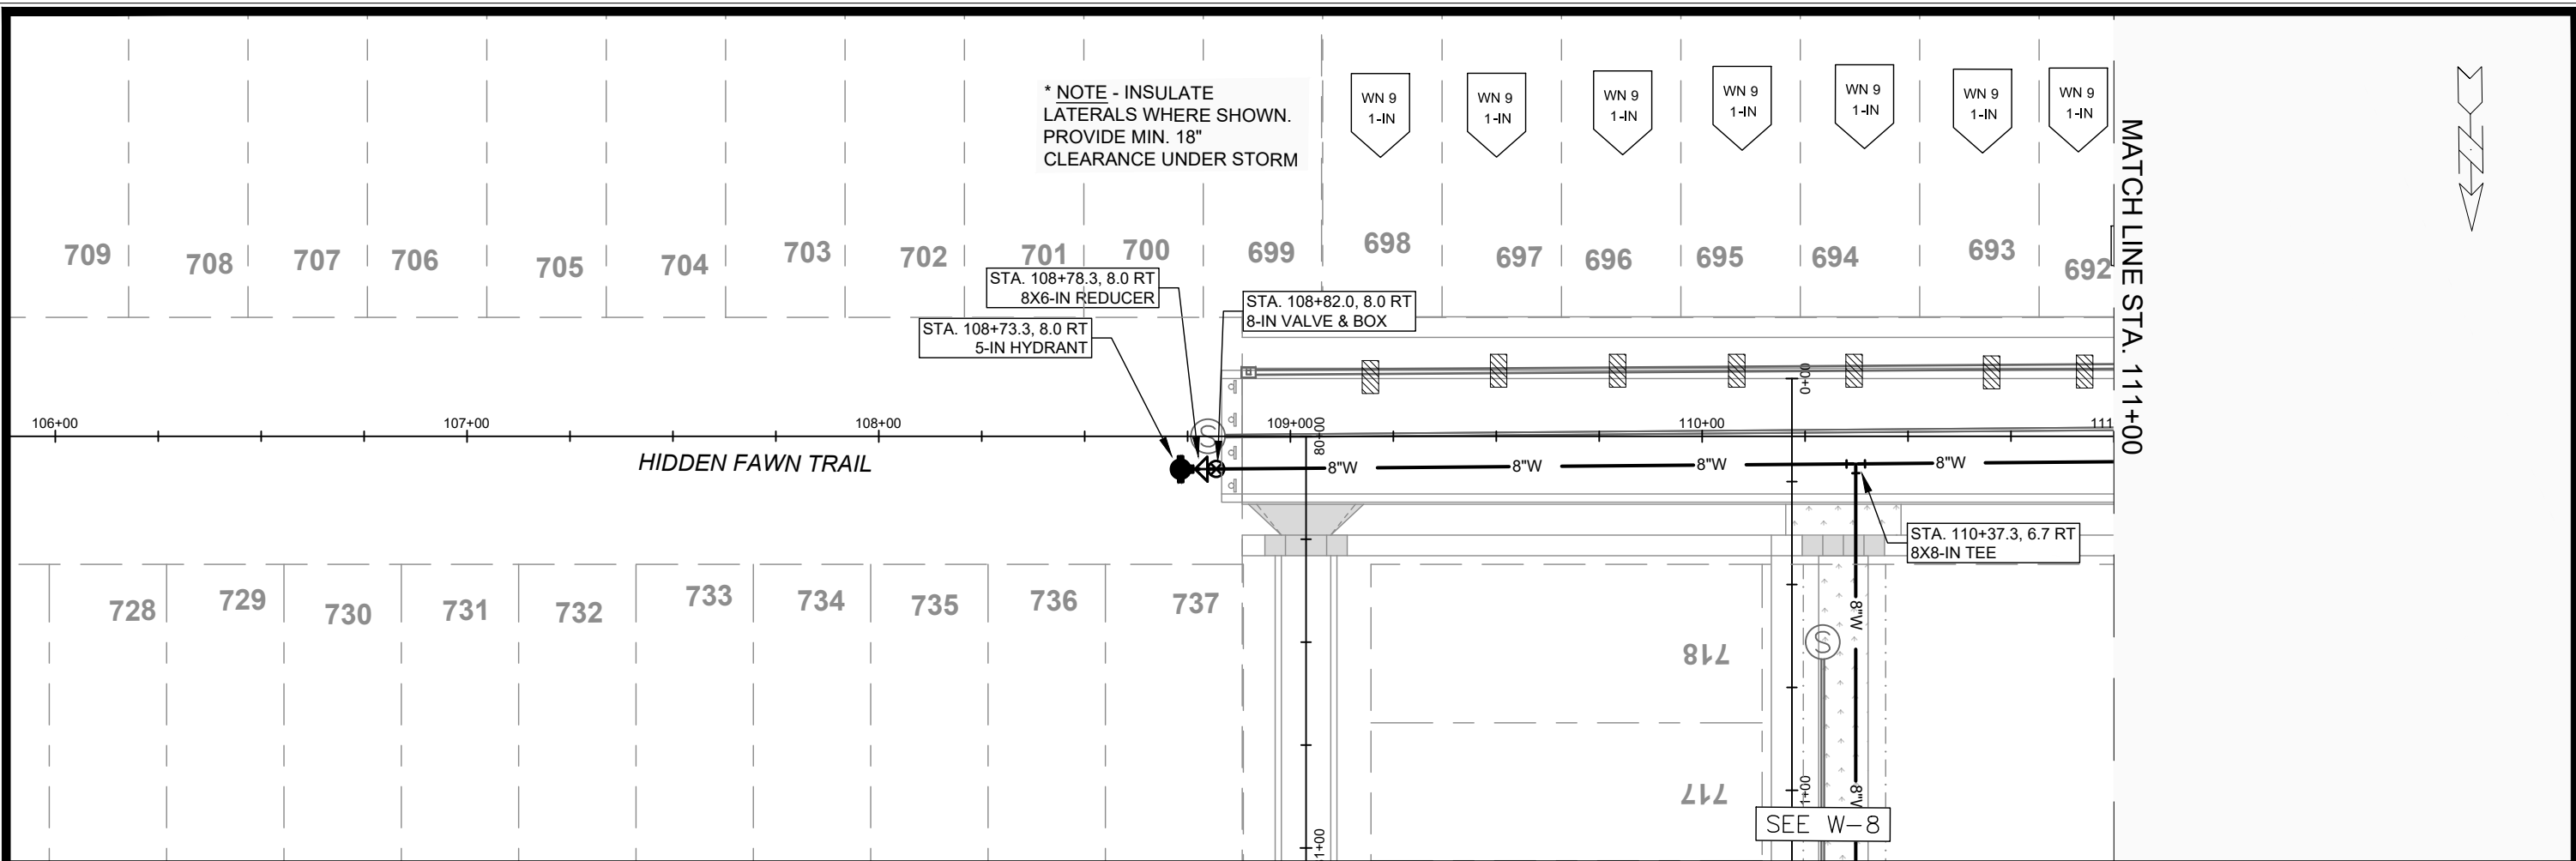 * NOTE - INSULATE
LATERALS WHERE SHOWN.
PROVIDE MIN. 18"
CLEARANCE UNDER STORM
WN 9
1-IN
WN 9
1-IN
WN 9
1-IN
WN 9
1-IN
WN 9
1-IN
WN 9
1-IN
WN 9
1-IN
MATCH LINE STA. 111+00
N
709
708
707
706
705
704
703
702
701
700
699
698
697
696
695
694
693
692
STA. 108+78.3, 8.0 RT
8X6-IN REDUCER
STA. 108+82.0, 8.0 RT
8-IN VALVE & BOX
STA. 108+73.3, 8.0 RT
5-IN HYDRANT
0+00
106+00
107+00
108+00
109+00
110+00
111
80+00
S
HIDDEN FAWN TRAIL
8"W
8"W
8"W
8"W
STA. 110+37.3, 6.7 RT
8X8-IN TEE
728
729
730
731
732
733
734
735
736
737
8"W
718
S
717
1+00
8"W
SEE W-8